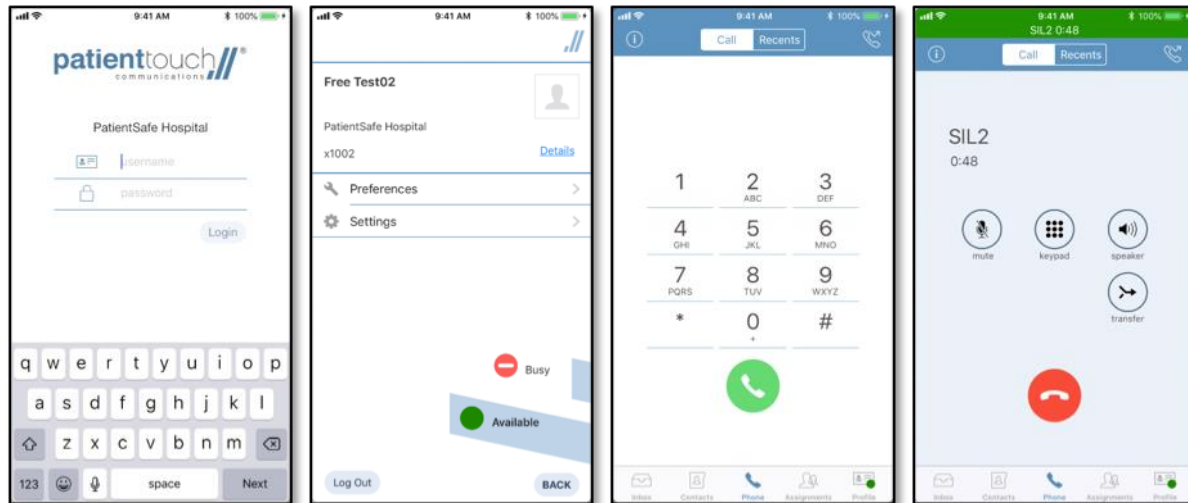 9:41 AM 100%
patienttouch®
communications
PatientSafe Hospital
username
password
Login
q w e r t y u i o p
a s d f g h j k l
z x c v b n m
123 space Next
9:41 AM 100%
Free Test02
PatientSafe Hospital
x1002 Details
Preferences
Settings
Busy
Available
Log Out BACK
9:41 AM 100%
Call Recents
1 2 3
ABC DEF
4 5 6
GHI JKL MNO
7 8 9
PQRS TUV WXYZ
* 0 #
+
Inbox Contacts Phone Assignments Profile
9:41 AM 100%
SIL2 0:48
Call Recents
SIL2
0:48
mute keypad speaker
transfer
Inbox Contacts Phone Assignments Profile